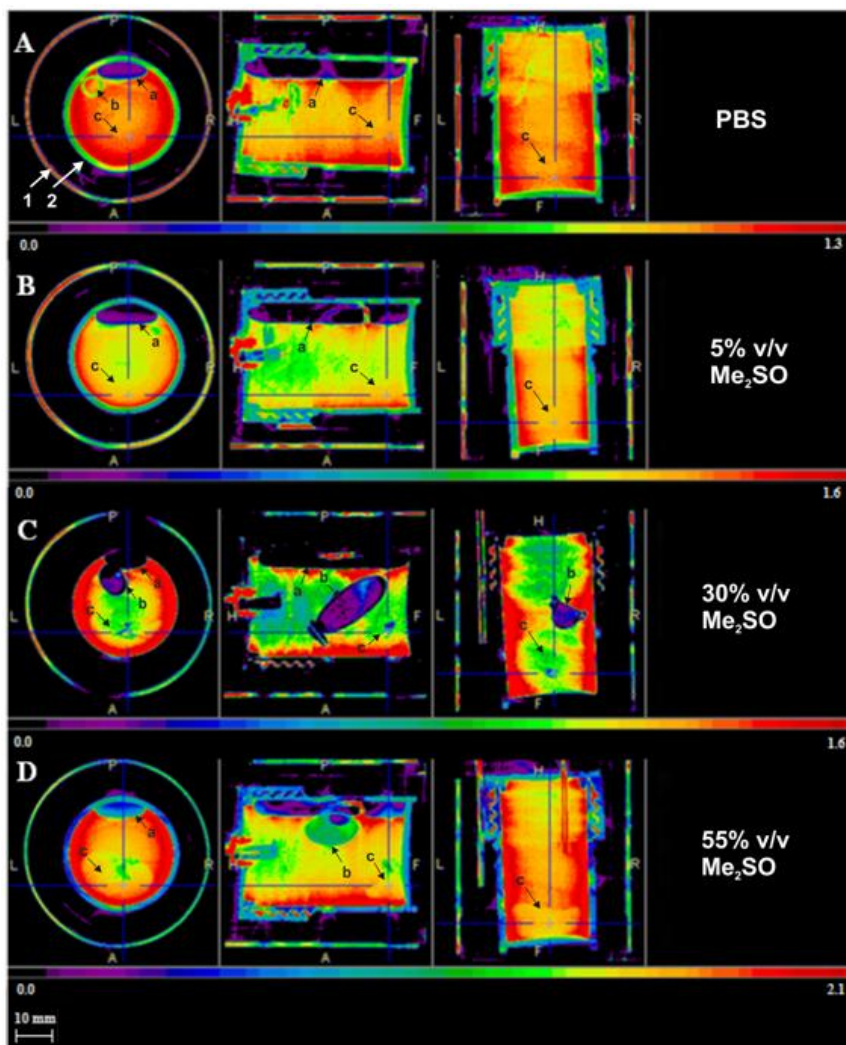 A
P
P
H
a
b
c
a
c
c
L
R
H
F
L
R
1 2
A
A
F
PBS
0.0 1.3
B
P
P
H
a
c
a
c
c
L
R
H
F
L
R
A
A
F
5% v/v
Me₂SO
0.0 1.6
C
P
P
H
a
b
c
a
b
c
b
c
L
R
H
F
L
R
A
A
F
30% v/v
Me₂SO
0.0 1.6
D
P
P
H
a
c
b
c
c
L
R
H
F
L
R
A
A
F
55% v/v
Me₂SO
0.0 2.1
10 mm